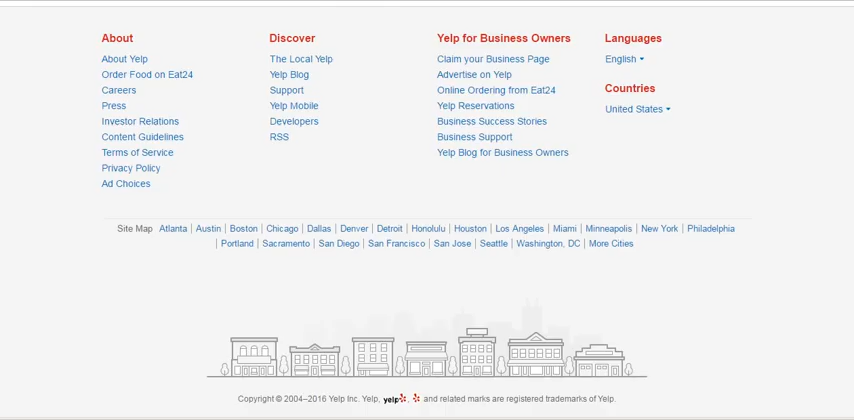 About
About Yelp
Order Food on Eat24
Careers
Press
Investor Relations
Content Guidelines
Terms of Service
Privacy Policy
Ad Choices
Discover
The Local Yelp
Yelp Blog
Support
Yelp Mobile
Developers
RSS
Yelp for Business Owners
Claim your Business Page
Advertise on Yelp
Online Ordering from Eat24
Yelp Reservations
Business Success Stories
Business Support
Yelp Blog for Business Owners
Languages
English
Countries
United States
Site Map Atlanta | Austin | Boston | Chicago | Dallas | Denver | Detroit | Honolulu | Houston | Los Angeles | Miami | Minneapolis | New York | Philadelphia
| Portland | Sacramento | San Diego | San Francisco | San Jose | Seattle | Washington, DC | More Cities
Copyright © 2004–2016 Yelp Inc. Yelp, yelp, and related marks are registered trademarks of Yelp.